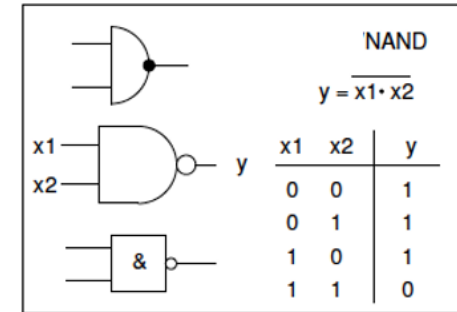 'NAND
y = x1• x2
x1
x2
y
&
x1 x2 y
0 0 1
0 1 1
1 0 1
1 1 0